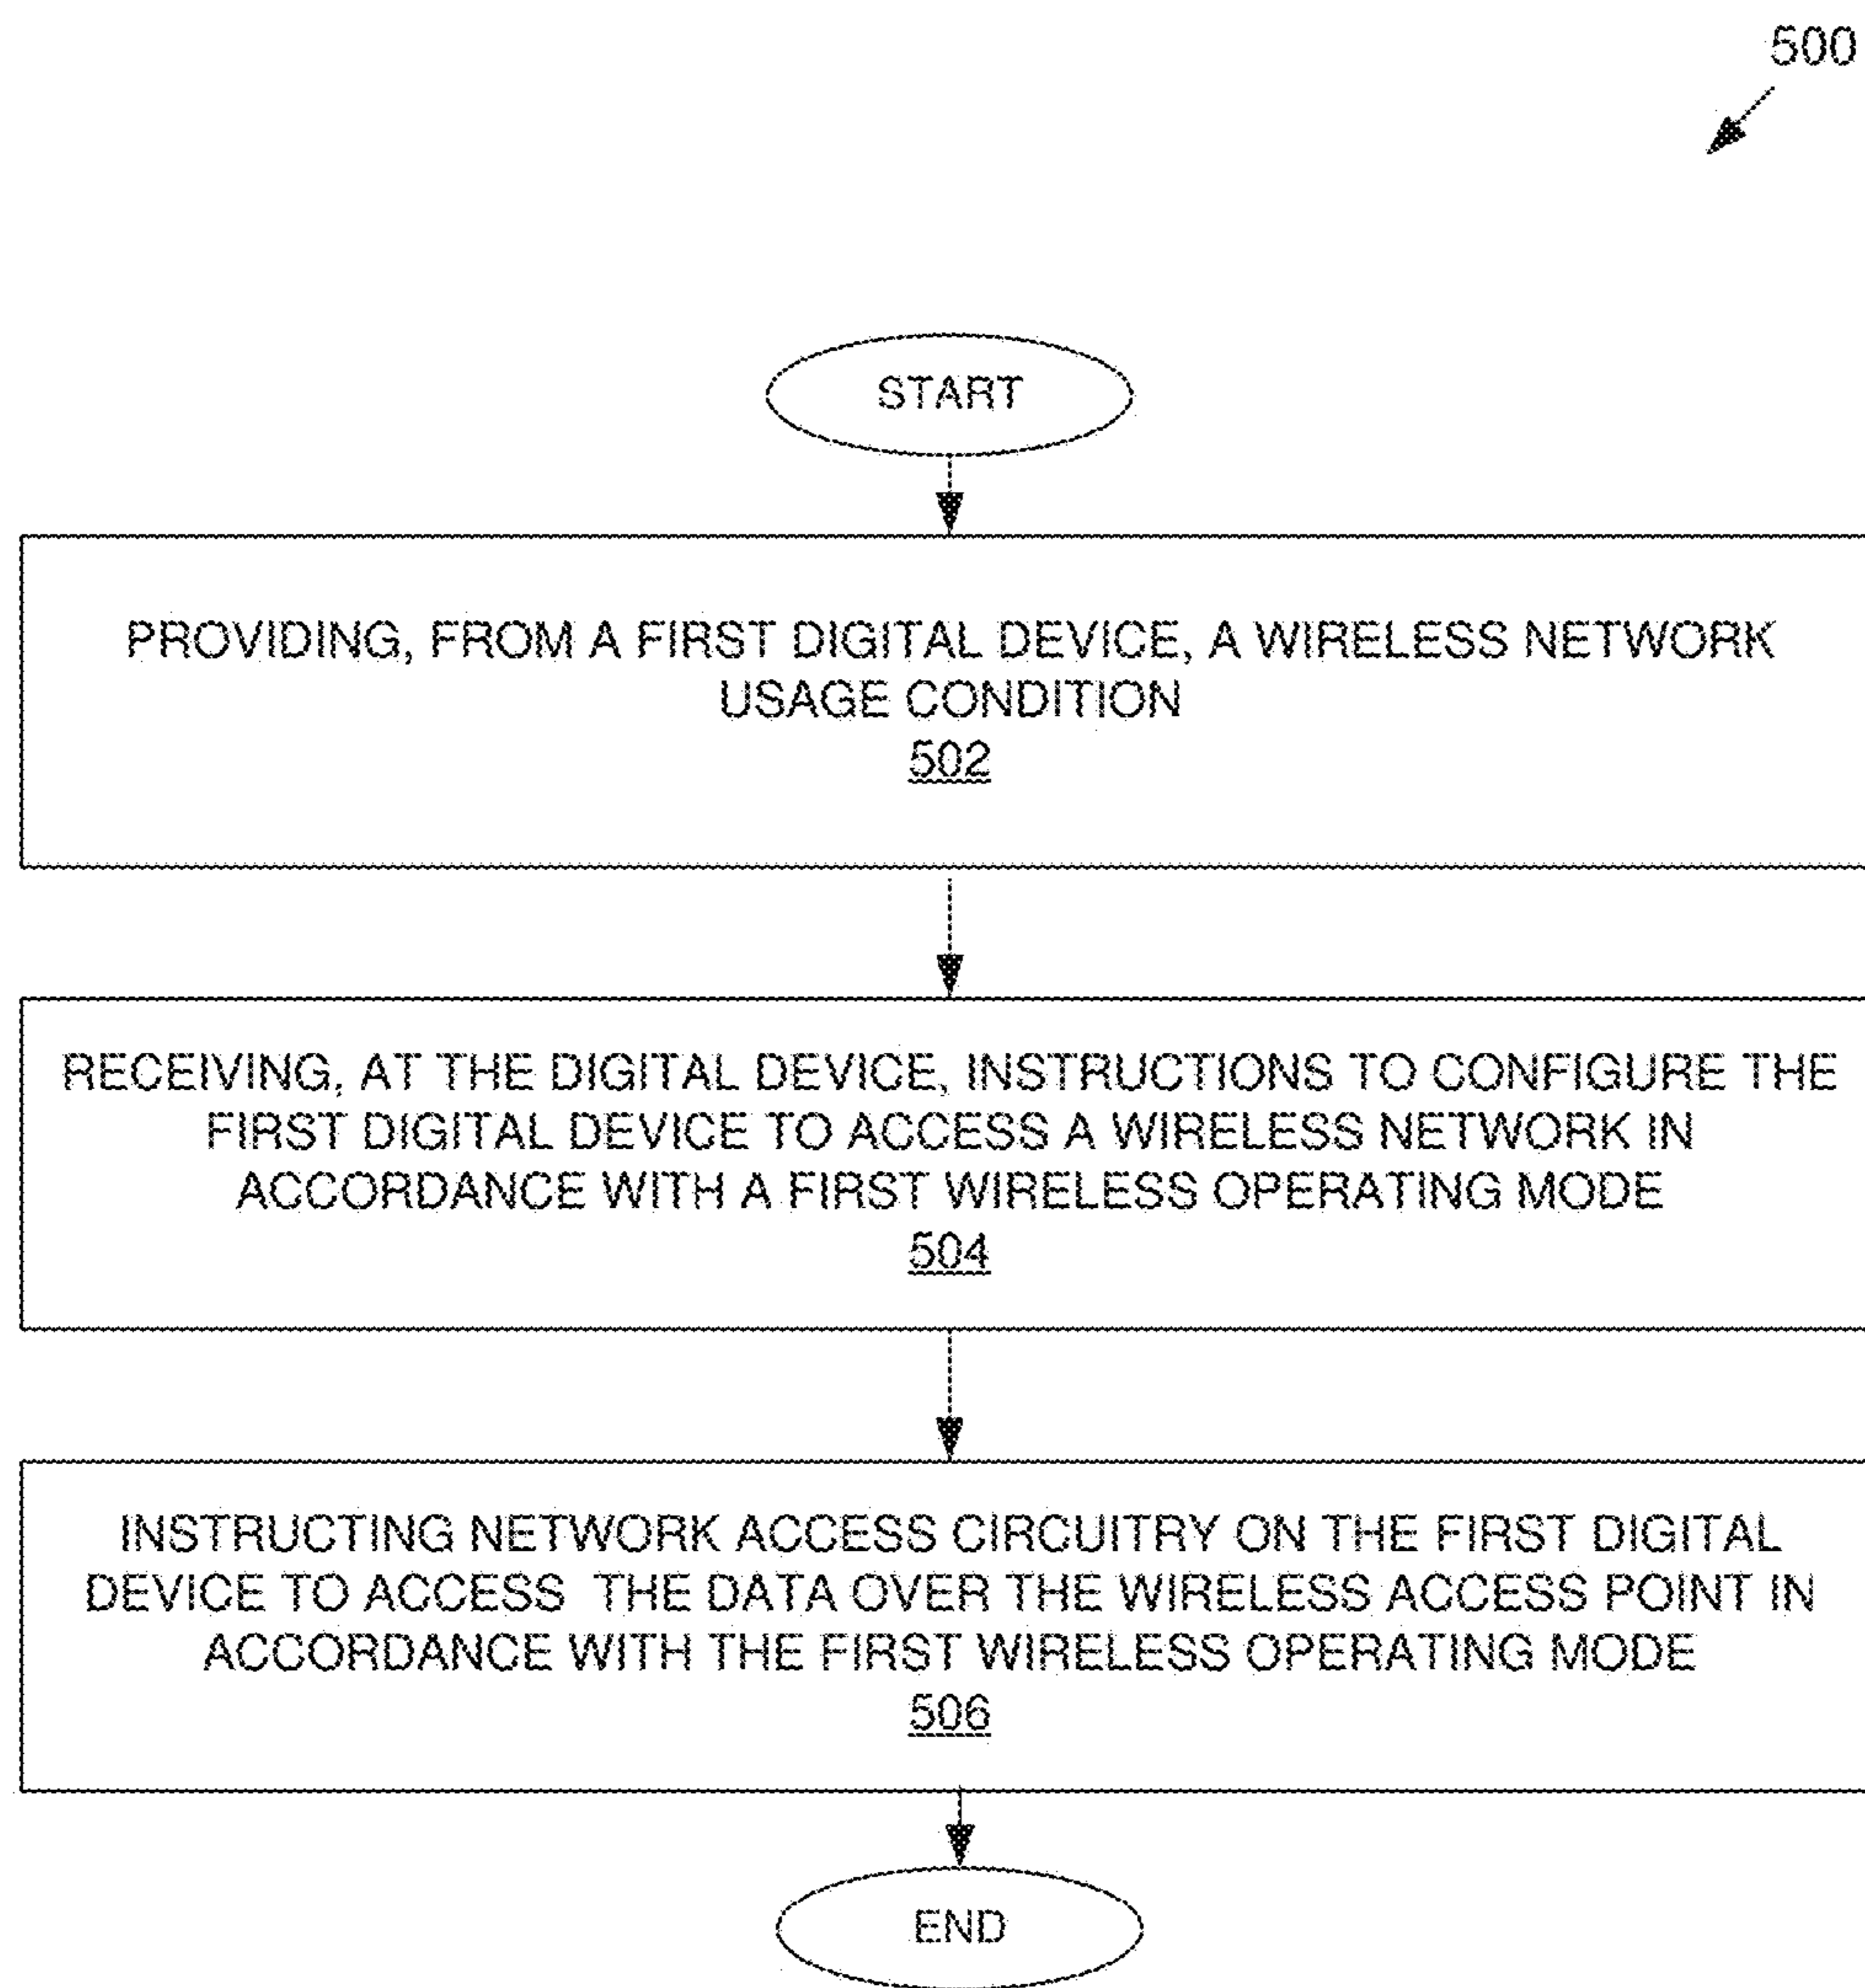 500
START
PROVIDING, FROM A FIRST DIGITAL DEVICE, A WIRELESS NETWORK
USAGE CONDITION
502
RECEIVING, AT THE DIGITAL DEVICE, INSTRUCTIONS TO CONFIGURE THE
FIRST DIGITAL DEVICE TO ACCESS A WIRELESS NETWORK IN
ACCORDANCE WITH A FIRST WIRELESS OPERATING MODE
504
INSTRUCTING NETWORK ACCESS CIRCUITRY ON THE FIRST DIGITAL
DEVICE TO ACCESS THE DATA OVER THE WIRELESS ACCESS POINT IN
ACCORDANCE WITH THE FIRST WIRELESS OPERATING MODE
506
END